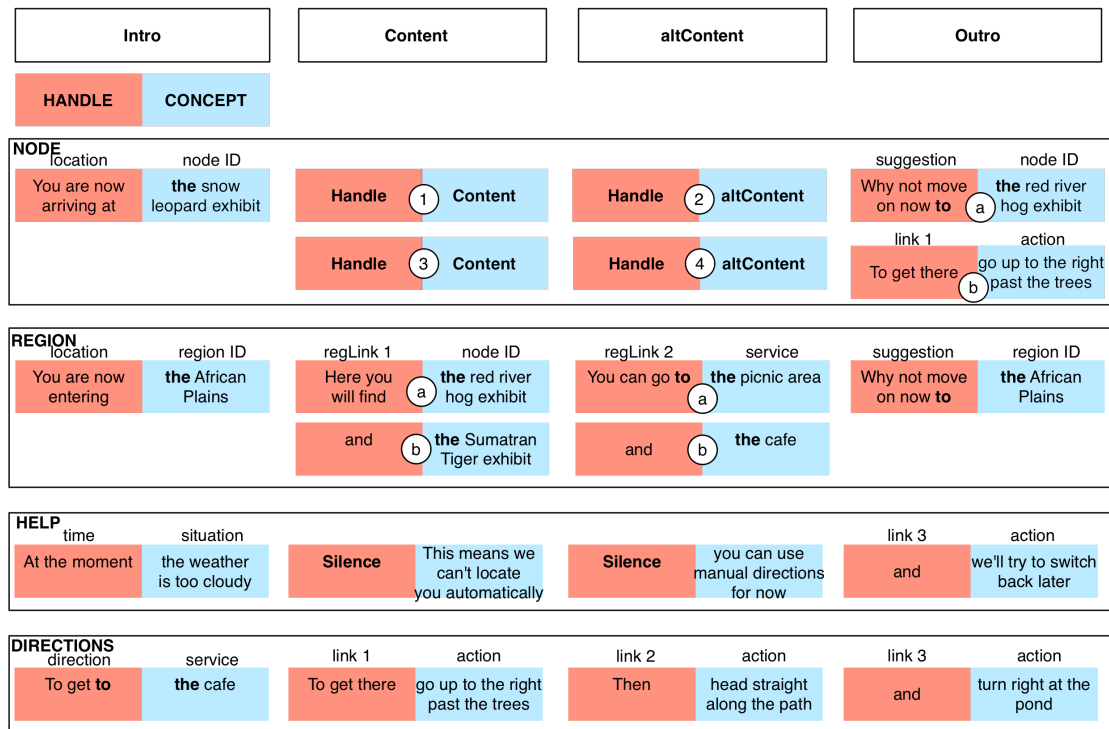 Intro
Content
altContent
Outro
HANDLE
CONCEPT
NODE
location
node ID
You are now
arriving at
the snow
leopard exhibit
Handle
1
Content
Handle
2
altContent
suggestion
node ID
Why not move
on now to
a
the red river
hog exhibit
Handle
3
Content
Handle
4
altContent
link 1
action
To get there
b
go up to the right
past the trees
REGION
location
region ID
You are now
entering
the African
Plains
regLink 1
node ID
Here you
will find
a
the red river
hog exhibit
and
b
the Sumatran
Tiger exhibit
regLink 2
service
You can go to
a
the picnic area
and
b
the cafe
suggestion
region ID
Why not move
on now to
the African
Plains
HELP
time
situation
At the moment
the weather
is too cloudy
Silence
This means we
can't locate
you automatically
Silence
you can use
manual directions
for now
link 3
action
and
we'll try to switch
back later
DIRECTIONS
direction
service
To get to
the cafe
link 1
action
To get there
go up to the right
past the trees
link 2
action
Then
head straight
along the path
link 3
action
and
turn right at the
pond